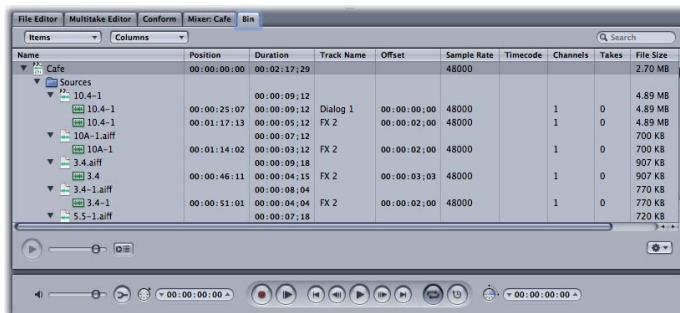 File Editor Multitake Editor Conform Mixer: Cafe Bin
Items Columns Search
Name Position Duration Track Name Offset Sample Rate Timecode Channels Takes File Size
Cafe 00:00:00:00 00:02:17;29 48000 2.70 MB
Sources
10.4-1 00:00:09;12 4.89 MB
10.4-1 00:00:25:07 00:00:09;12 Dialog 1 00:00:00;00 48000 1 0 4.89 MB
10.4-1 00:01:17:13 00:00:05;12 FX 2 00:00:02;00 48000 1 0 4.89 MB
10A-1.aiff 00:00:07;12 700 KB
10A-1 00:01:14:02 00:00:03;12 FX 2 00:00:02;00 48000 1 0 700 KB
3.4.aiff 00:00:09;18 907 KB
3.4 00:00:46:11 00:00:04;15 FX 2 00:00:03;03 48000 1 0 907 KB
3.4-1.aiff 00:00:08;04 770 KB
3.4-1 00:00:51:01 00:00:04;04 FX 2 00:00:02;00 48000 1 0 770 KB
5.5-1.aiff 00:00:07;18 720 KB
00:00:00:00 00:00:00:00